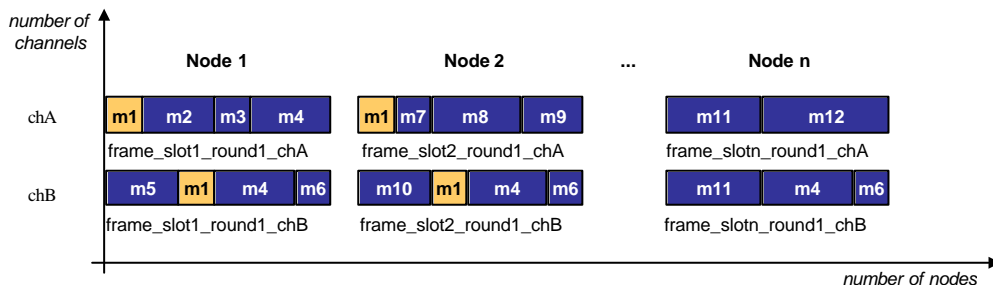 number of
channels
Node 1 Node 2 ... Node n
chA m1 m2 m3 m4 m1 m7 m8 m9 m11 m12
frame_slot1_round1_chA frame_slot2_round1_chA frame_slotn_round1_chA
chB m5 m1 m4 m6 m10 m1 m4 m6 m11 m4 m6
frame_slot1_round1_chB frame_slot2_round1_chB frame_slotn_round1_chB
number of nodes